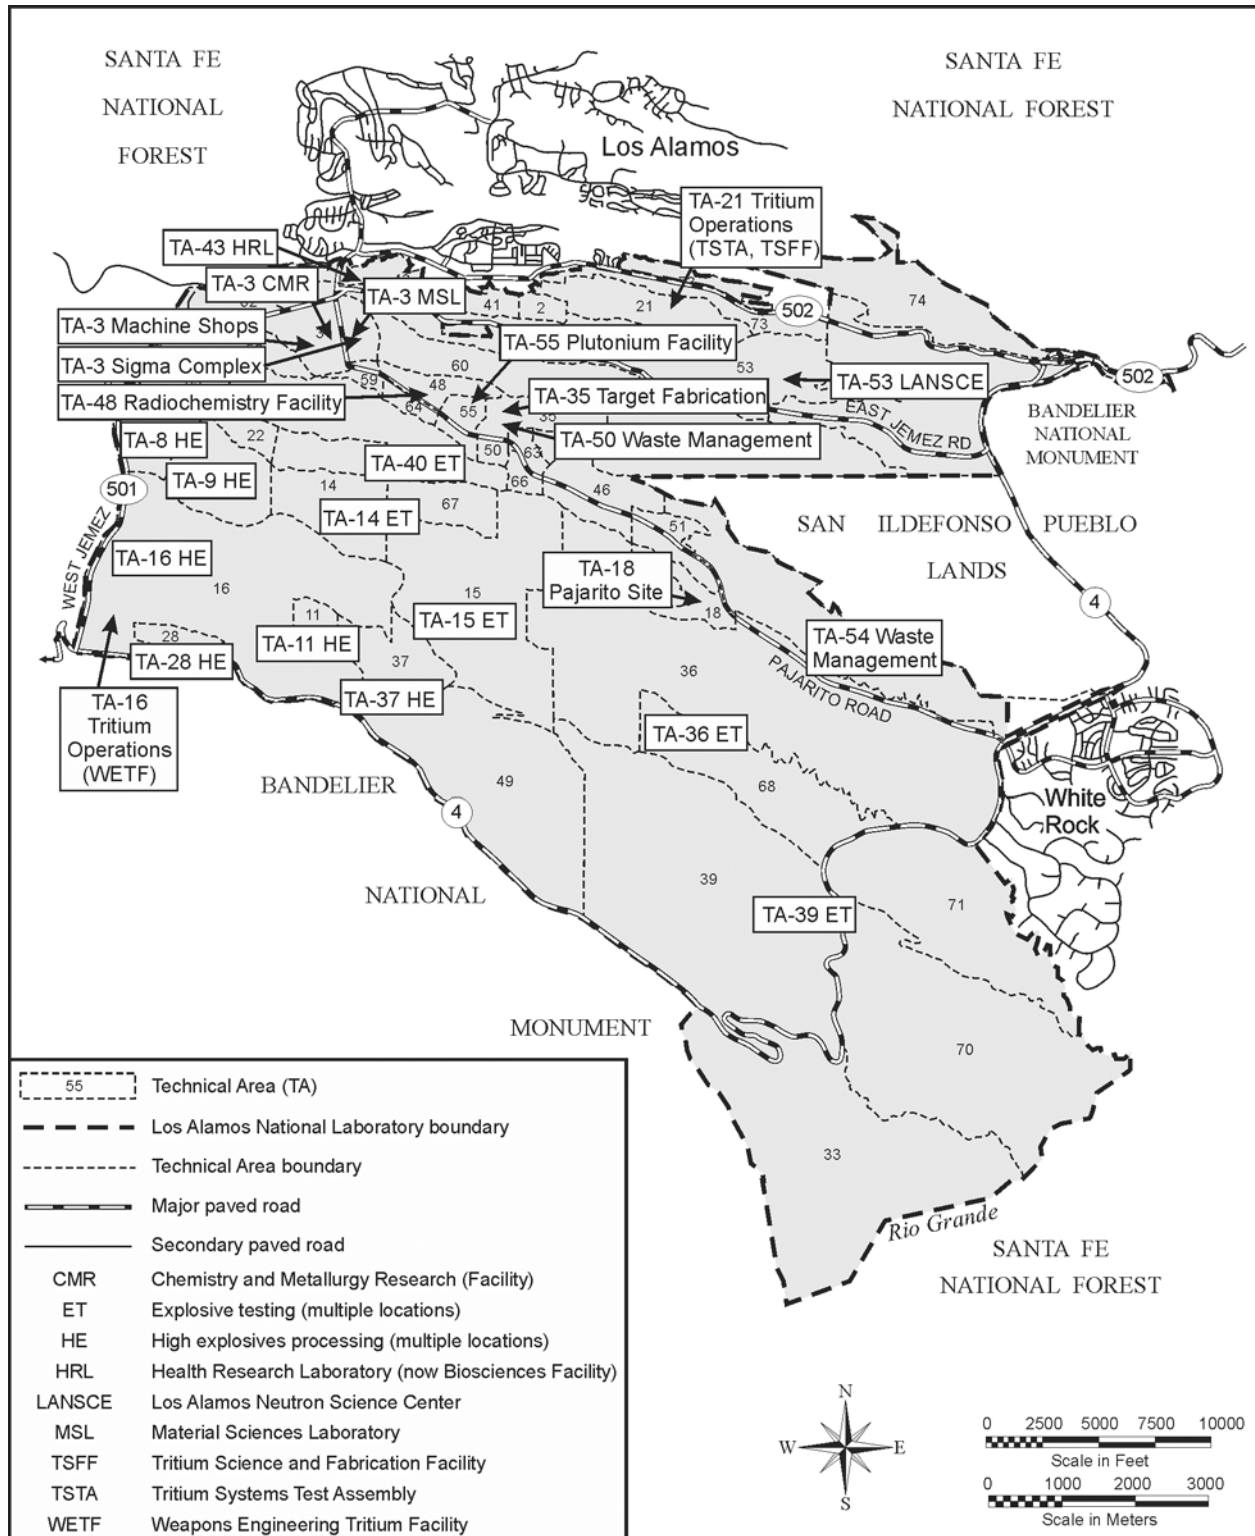 SANTA FE
NATIONAL
FOREST
SANTA FE
NATIONAL FOREST
Los Alamos
TA-21 Tritium
Operations
(TSTA, TSFF)
TA-43 HRL
TA-3 CMR
TA-3 MSL
TA-3 Machine Shops
TA-3 Sigma Complex
TA-48 Radiochemistry Facility
TA-55 Plutonium Facility
TA-35 Target Fabrication
TA-50 Waste Management
TA-53 LANSCE
74
502
502
41
2
21
73
60
53
59
48
64
55
35
50
63
66
46
51
EAST
JEMEZ RD
BANDELIER
NATIONAL
MONUMENT
TA-8 HE
22
TA-9 HE
TA-40 ET
501
14
67
TA-14 ET
WEST JEMEZ
TA-16 HE
16
SAN ILDEFONSO PUEBLO
LANDS
TA-18
Pajarito Site
18
4
15
TA-15 ET
11
TA-11 HE
28
TA-28 HE
37
TA-37 HE
TA-54 Waste
Management
PAJARITO ROAD
36
TA-36 ET
TA-16
Tritium
Operations
(WETF)
BANDELIER
49
68
4
White
Rock
NATIONAL
39
TA-39 ET
71
MONUMENT
70
33
Rio Grande
SANTA FE
NATIONAL FOREST
55 Technical Area (TA)
Los Alamos National Laboratory boundary
Technical Area boundary
Major paved road
Secondary paved road
CMR Chemistry and Metallurgy Research (Facility)
ET Explosive testing (multiple locations)
HE High explosives processing (multiple locations)
HRL Health Research Laboratory (now Biosciences Facility)
LANSCE Los Alamos Neutron Science Center
MSL Material Sciences Laboratory
TSFF Tritium Science and Fabrication Facility
TSTA Tritium Systems Test Assembly
WETF Weapons Engineering Tritium Facility
N
W E
S
0 2500 5000 7500 10000
Scale in Feet
0 1000 2000 3000
Scale in Meters